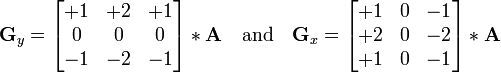 G_y = [+1 +2 +1; 0 0 0; −1 −2 −1] * A and G_x = [+1 0 −1; +2 0 −2; +1 0 −1] * A